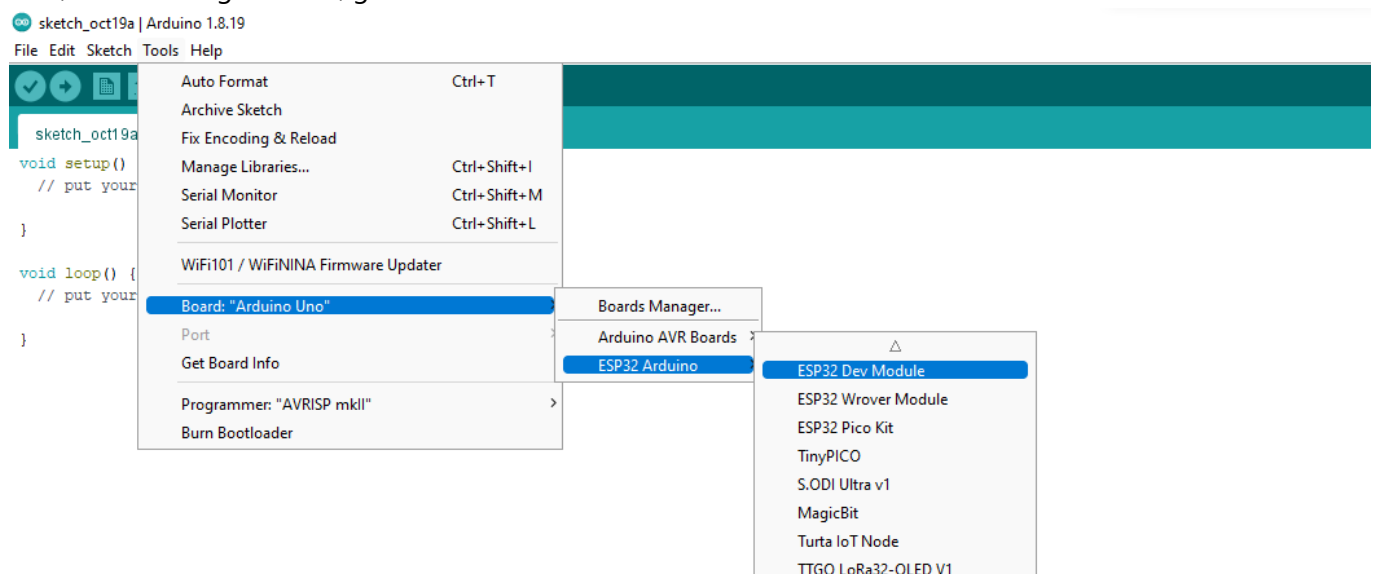 sketch_oct19a | Arduino 1.8.19
File Edit Sketch Tools Help
sketch_oct19a
void setup()
// put your
}
void loop() {
// put your
}
Auto Format Ctrl+T
Archive Sketch
Fix Encoding & Reload
Manage Libraries... Ctrl+Shift+I
Serial Monitor Ctrl+Shift+M
Serial Plotter Ctrl+Shift+L
WiFi101 / WiFiNINA Firmware Updater
Board: "Arduino Uno"
Port
Get Board Info
Programmer: "AVRISP mkII"
Burn Bootloader
Boards Manager...
Arduino AVR Boards
ESP32 Arduino
ESP32 Dev Module
ESP32 Wrover Module
ESP32 Pico Kit
TinyPICO
S.ODI Ultra v1
MagicBit
Turta IoT Node
TTGO LoRa32-OLED V1